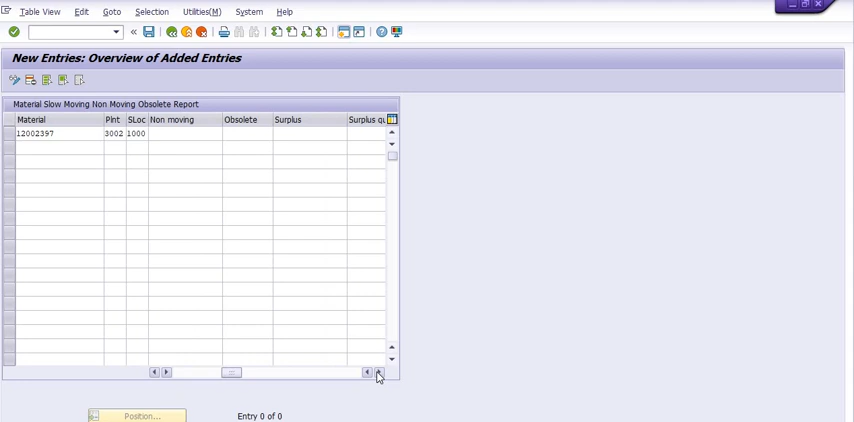 Table View Edit Goto Selection Utilities(M) System Help
New Entries: Overview of Added Entries
Material Slow Moving Non Moving Obsolete Report
Material Plnt SLoc Non moving Obsolete Surplus Surplus qu
12002397 3002 1000
Position... Entry 0 of 0